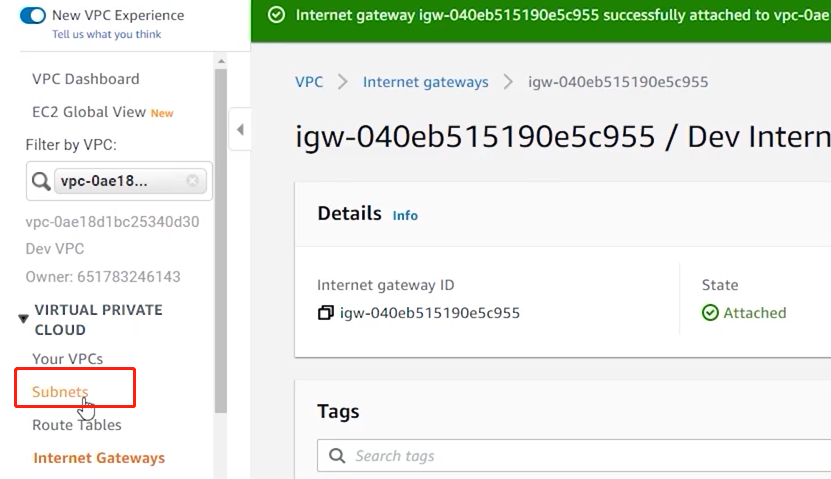 New VPC Experience
Tell us what you think
VPC Dashboard
EC2 Global View New
Filter by VPC:
vpc-0ae18...
vpc-0ae18d1bc25340d30
Dev VPC
Owner: 651783246143
VIRTUAL PRIVATE
CLOUD
Your VPCs
Subnets
Route Tables
Internet Gateways
Internet gateway igw-040eb515190e5c955 successfully attached to vpc-0ae
VPC > Internet gateways > igw-040eb515190e5c955
igw-040eb515190e5c955 / Dev Intern
Details Info
Internet gateway ID
igw-040eb515190e5c955
State
Attached
Tags
Search tags